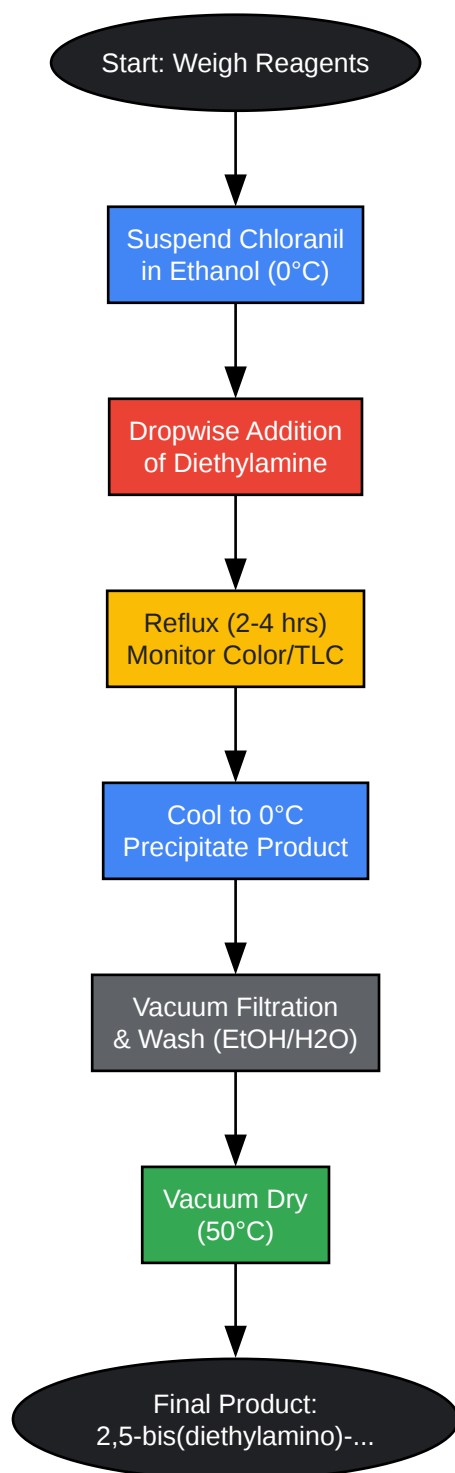 Start: Weigh Reagents
Suspend Chloranil
in Ethanol (0°C)
Dropwise Addition
of Diethylamine
Reflux (2-4 hrs)
Monitor Color/TLC
Cool to 0°C
Precipitate Product
Vacuum Filtration
& Wash (EtOH/H2O)
Vacuum Dry
(50°C)
Final Product:
2,5-bis(diethylamino)-...